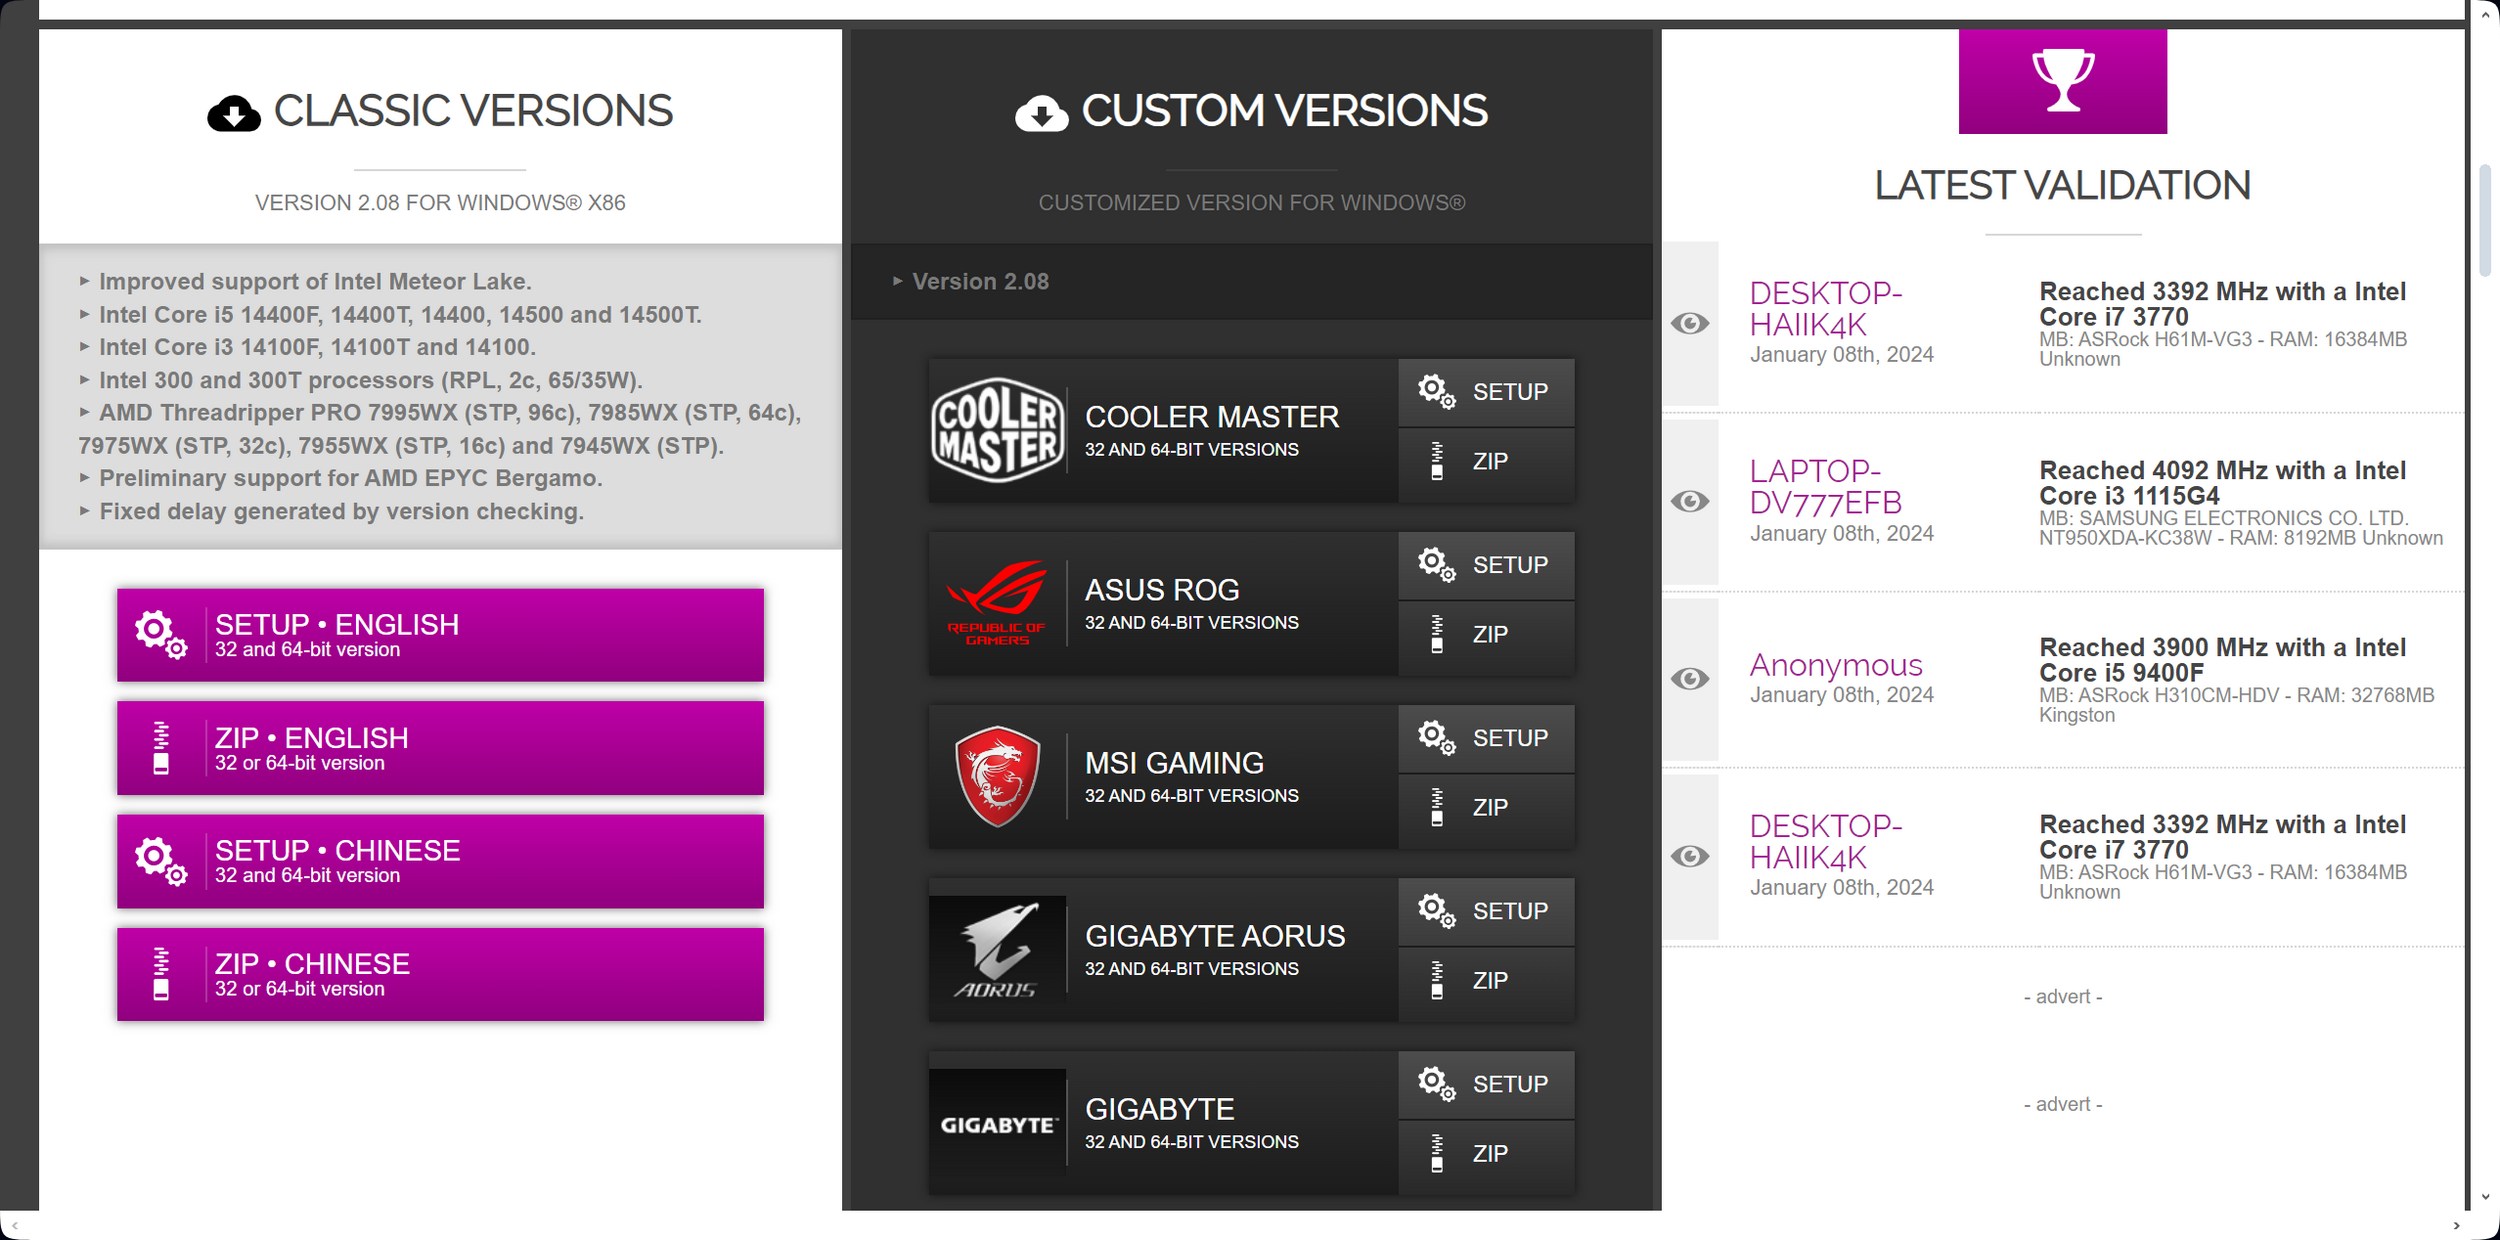 CLASSIC VERSIONS
VERSION 2.08 FOR WINDOWS® X86
▸ Improved support of Intel Meteor Lake.
▸ Intel Core i5 14400F, 14400T, 14400, 14500 and 14500T.
▸ Intel Core i3 14100F, 14100T and 14100.
▸ Intel 300 and 300T processors (RPL, 2c, 65/35W).
▸ AMD Threadripper PRO 7995WX (STP, 96c), 7985WX (STP, 64c),
7975WX (STP, 32c), 7955WX (STP, 16c) and 7945WX (STP).
▸ Preliminary support for AMD EPYC Bergamo.
▸ Fixed delay generated by version checking.
SETUP • ENGLISH
32 and 64-bit version
ZIP • ENGLISH
32 or 64-bit version
SETUP • CHINESE
32 and 64-bit version
ZIP • CHINESE
32 or 64-bit version
CUSTOM VERSIONS
CUSTOMIZED VERSION FOR WINDOWS®
▸ Version 2.08
COOLER
MASTER
COOLER MASTER
32 AND 64-BIT VERSIONS
SETUP
ZIP
REPUBLIC OF
GAMERS
ASUS ROG
32 AND 64-BIT VERSIONS
SETUP
ZIP
MSI GAMING
32 AND 64-BIT VERSIONS
SETUP
ZIP
AORUS
GIGABYTE AORUS
32 AND 64-BIT VERSIONS
SETUP
ZIP
GIGABYTE™
GIGABYTE
32 AND 64-BIT VERSIONS
SETUP
ZIP
LATEST VALIDATION
DESKTOP-
HAIIK4K
January 08th, 2024
Reached 3392 MHz with a Intel
Core i7 3770
MB: ASRock H61M-VG3 - RAM: 16384MB
Unknown
LAPTOP-
DV777EFB
January 08th, 2024
Reached 4092 MHz with a Intel
Core i3 1115G4
MB: SAMSUNG ELECTRONICS CO. LTD.
NT950XDA-KC38W - RAM: 8192MB Unknown
Anonymous
January 08th, 2024
Reached 3900 MHz with a Intel
Core i5 9400F
MB: ASRock H310CM-HDV - RAM: 32768MB
Kingston
DESKTOP-
HAIIK4K
January 08th, 2024
Reached 3392 MHz with a Intel
Core i7 3770
MB: ASRock H61M-VG3 - RAM: 16384MB
Unknown
- advert -
- advert -